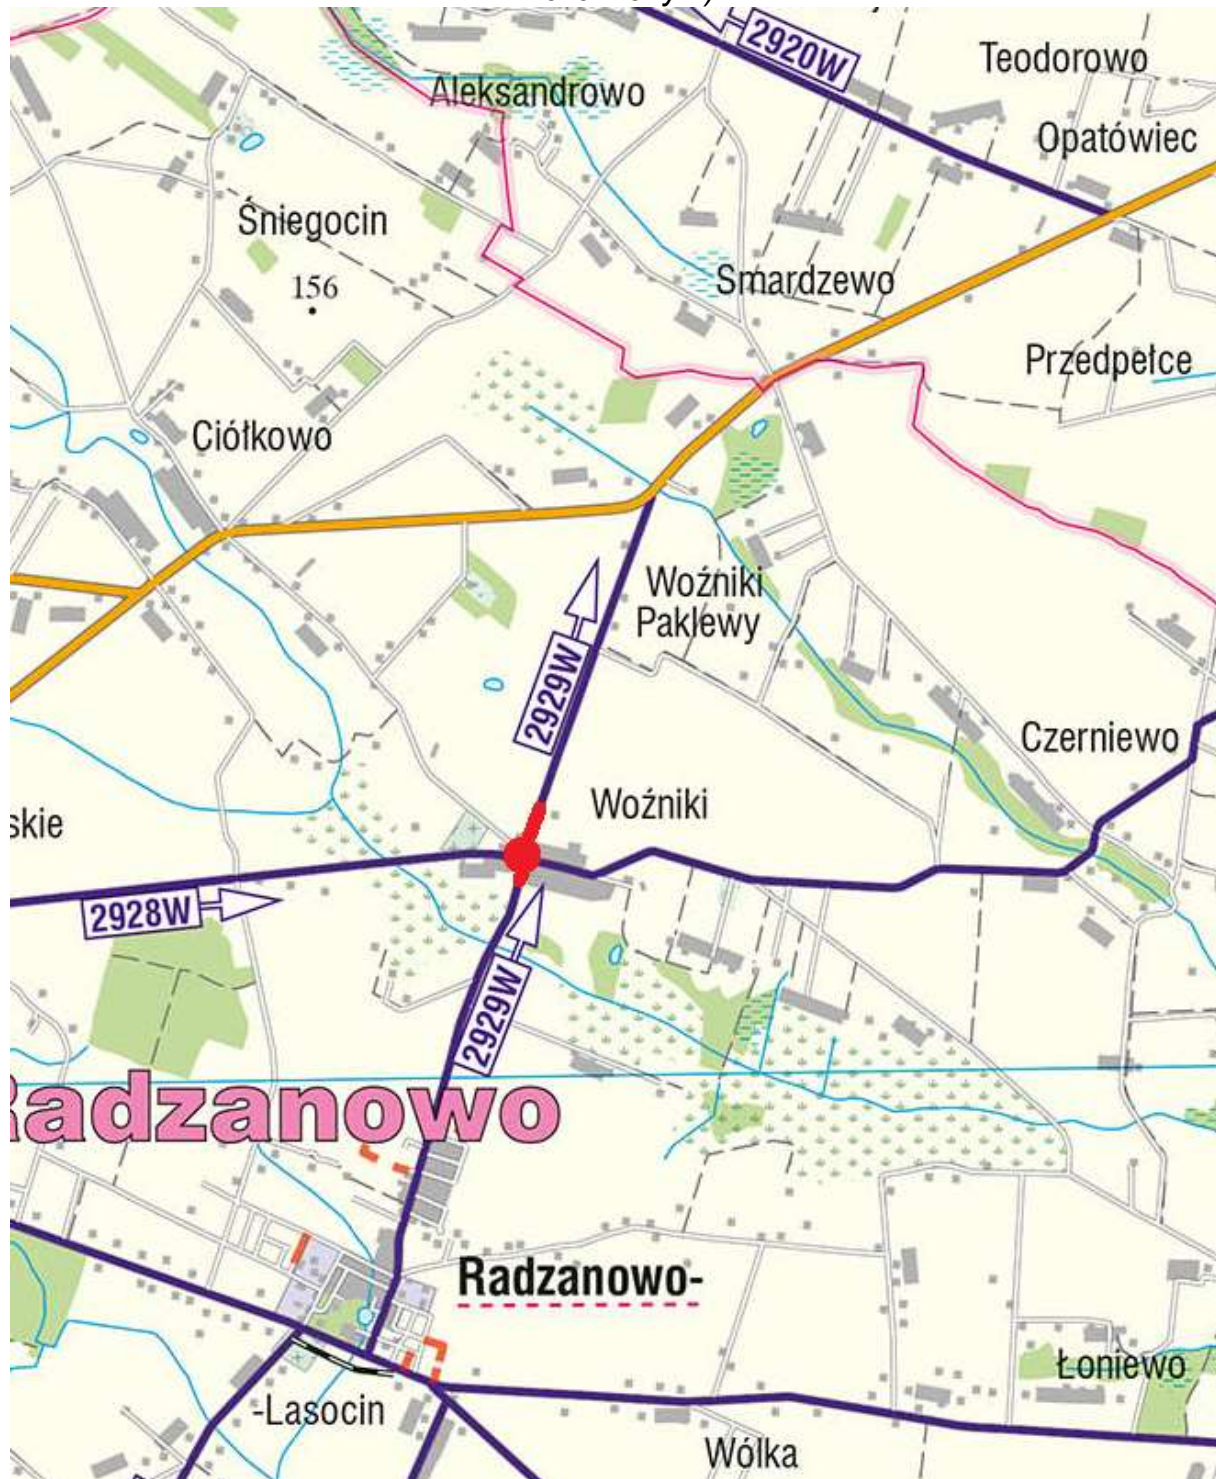 2920W
Teodorowo
Aleksandrowo
Opatówiec
Śniegocin
156
Smardzewo
Przedpełce
Ciółkowo
Woźniki
Paklewy
2929W
Czerniewo
Woźniki
skie
2928W
2929W
Radzanowo
Radzanowo-
Łoniewo
-Lasocin
Wólka